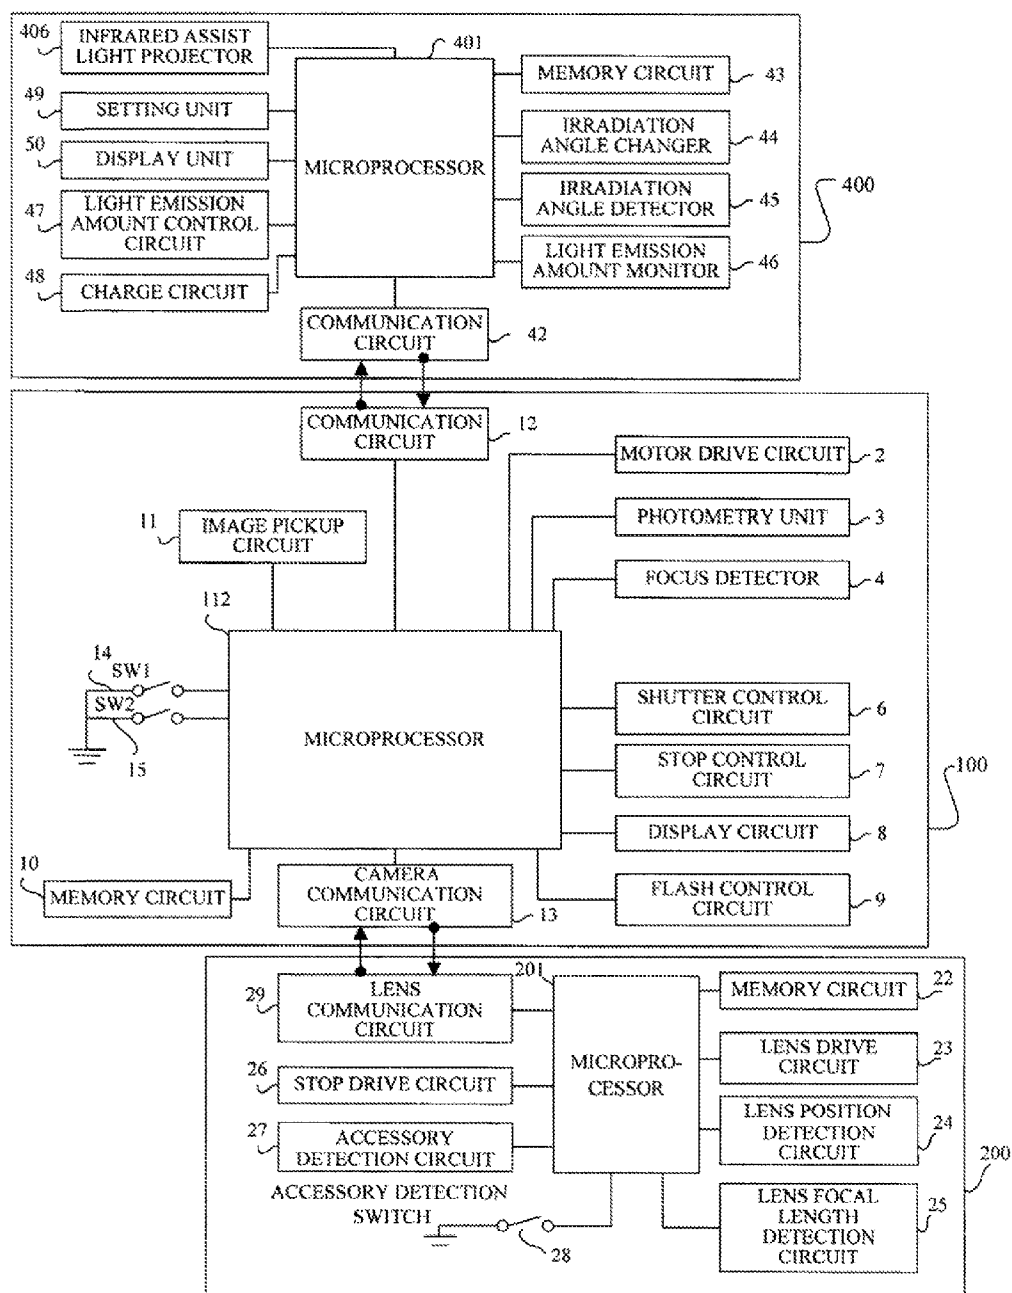 406
INFRARED ASSIST
LIGHT PROJECTOR
401
MEMORY CIRCUIT
43
49
SETTING UNIT
IRRADIATION
ANGLE CHANGER
44
50
DISPLAY UNIT
MICROPROCESSOR
IRRADIATION
ANGLE DETECTOR
45
400
47
LIGHT EMISSION
AMOUNT CONTROL
CIRCUIT
LIGHT EMISSION
AMOUNT MONITOR
46
48
CHARGE CIRCUIT
COMMUNICATION
CIRCUIT
42
COMMUNICATION
CIRCUIT
12
MOTOR DRIVE CIRCUIT
2
11
IMAGE PICKUP
CIRCUIT
PHOTOMETRY UNIT
3
FOCUS DETECTOR
4
112
14
SW1
SW2
15
MICROPROCESSOR
SHUTTER CONTROL
CIRCUIT
6
STOP CONTROL
CIRCUIT
7
100
DISPLAY CIRCUIT
8
10
MEMORY CIRCUIT
CAMERA
COMMUNICATION
CIRCUIT
13
FLASH CONTROL
CIRCUIT
9
201
29
LENS
COMMUNICATION
CIRCUIT
MEMORY CIRCUIT
22
MICROPRO-
CESSOR
LENS DRIVE
CIRCUIT
23
26
STOP DRIVE CIRCUIT
LENS POSITION
DETECTION
CIRCUIT
24
27
ACCESSORY
DETECTION CIRCUIT
200
ACCESSORY DETECTION
SWITCH
28
LENS FOCAL
LENGTH
DETECTION
CIRCUIT
25